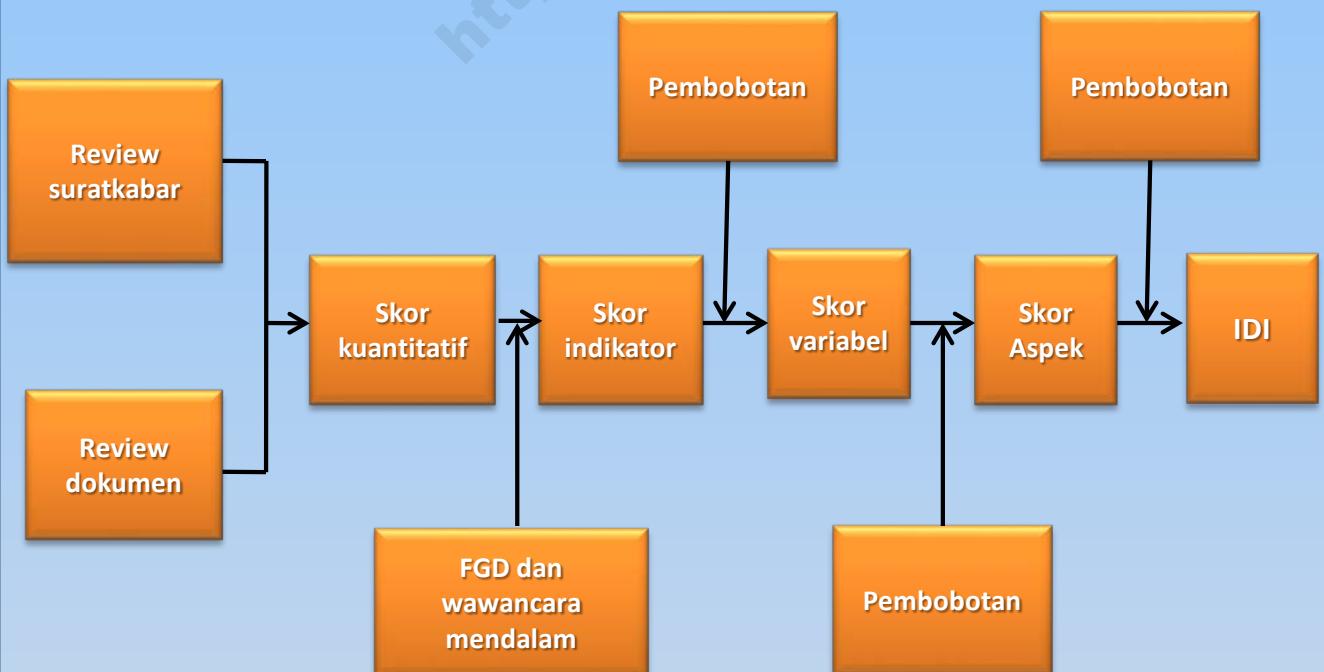 Pembobotan
Pembobotan
Review
suratkabar
Skor
kuantitatif
Skor
indikator
Skor
variabel
Skor
Aspek
IDI
Review
dokumen
FGD dan
wawancara
mendalam
Pembobotan